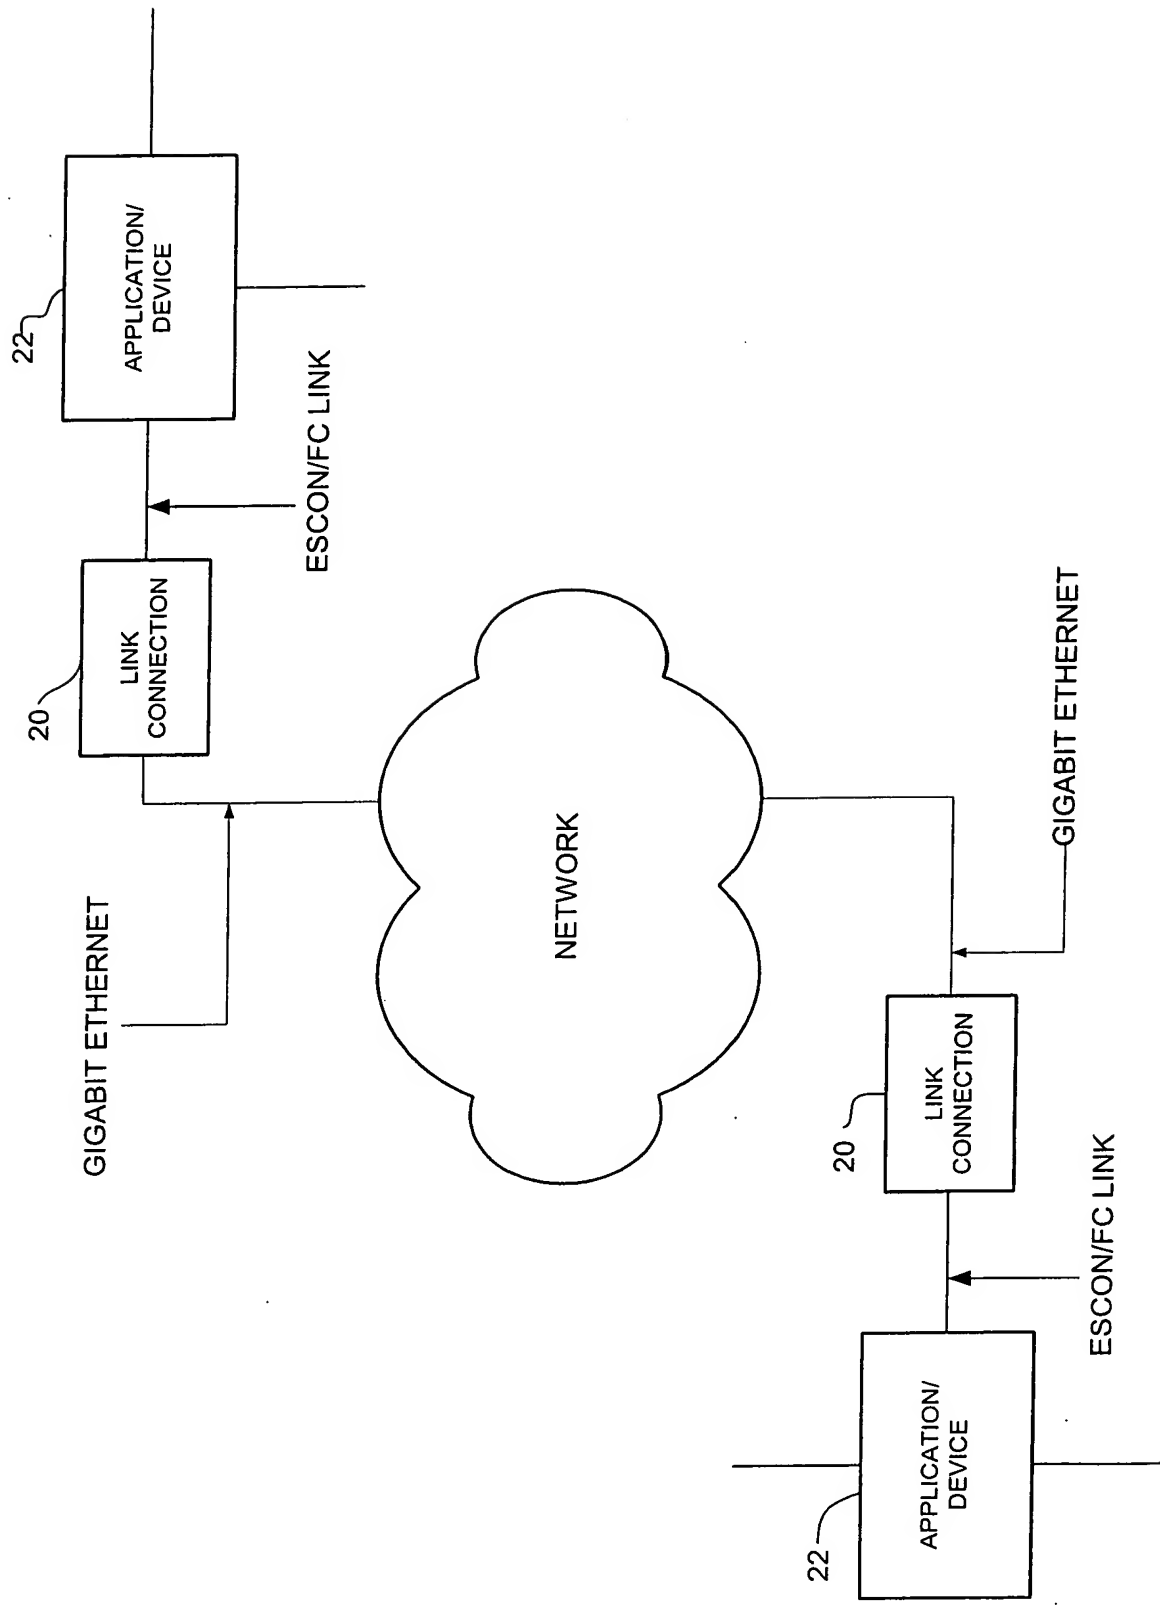 22
20
GIGABIT ETHERNET
LINK
CONNECTION
APPLICATION/
DEVICE
ESCON/FC LINK
NETWORK
22
20
APPLICATION/
DEVICE
LINK
CONNECTION
GIGABIT ETHERNET
ESCON/FC LINK